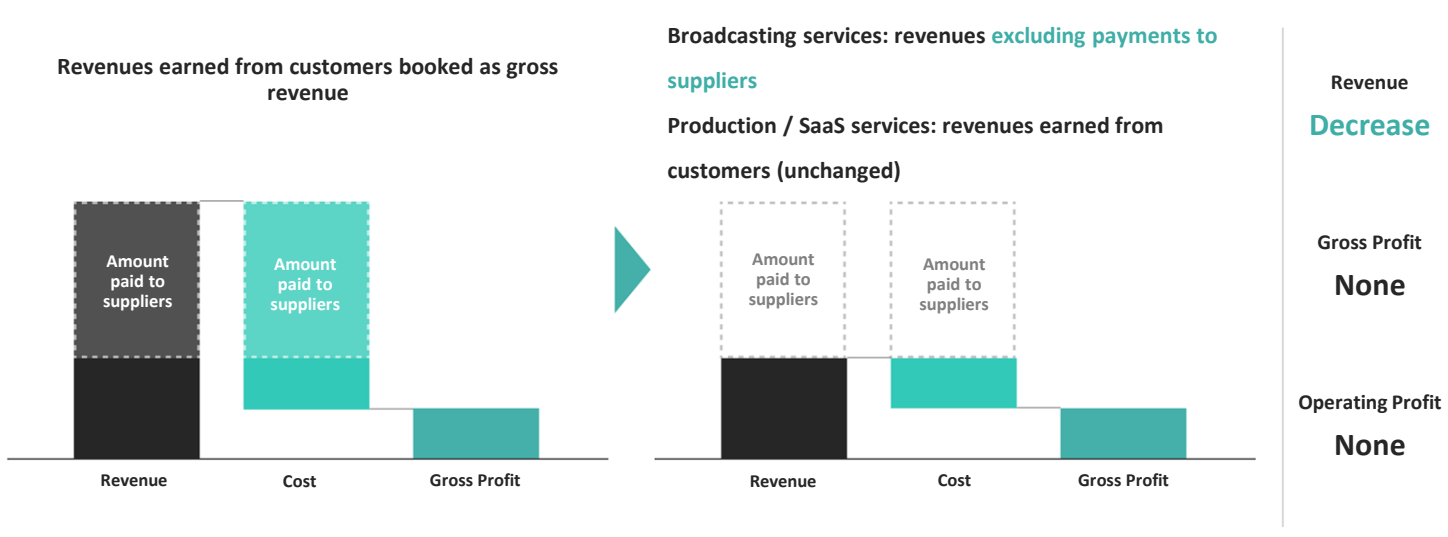 Revenues earned from customers booked as gross
revenue
Amount
paid to
suppliers
Amount
paid to
suppliers
Revenue
Cost
Gross Profit
Broadcasting services: revenues excluding payments to
suppliers
Production / SaaS services: revenues earned from
customers (unchanged)
Amount
paid to
suppliers
Amount
paid to
suppliers
Revenue
Cost
Gross Profit
Revenue
Decrease
Gross Profit
None
Operating Profit
None